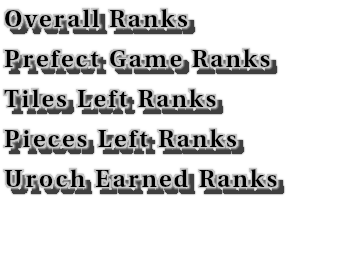 Overall Ranks
Prefect Game Ranks
Tiles Left Ranks
Pieces Left Ranks
Uroch Earned Ranks